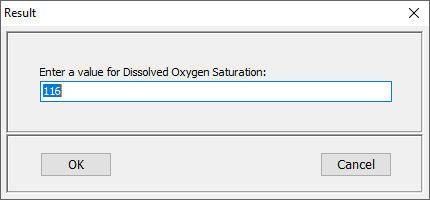 Result
Enter a value for Dissolved Oxygen Saturation:
116
OK
Cancel